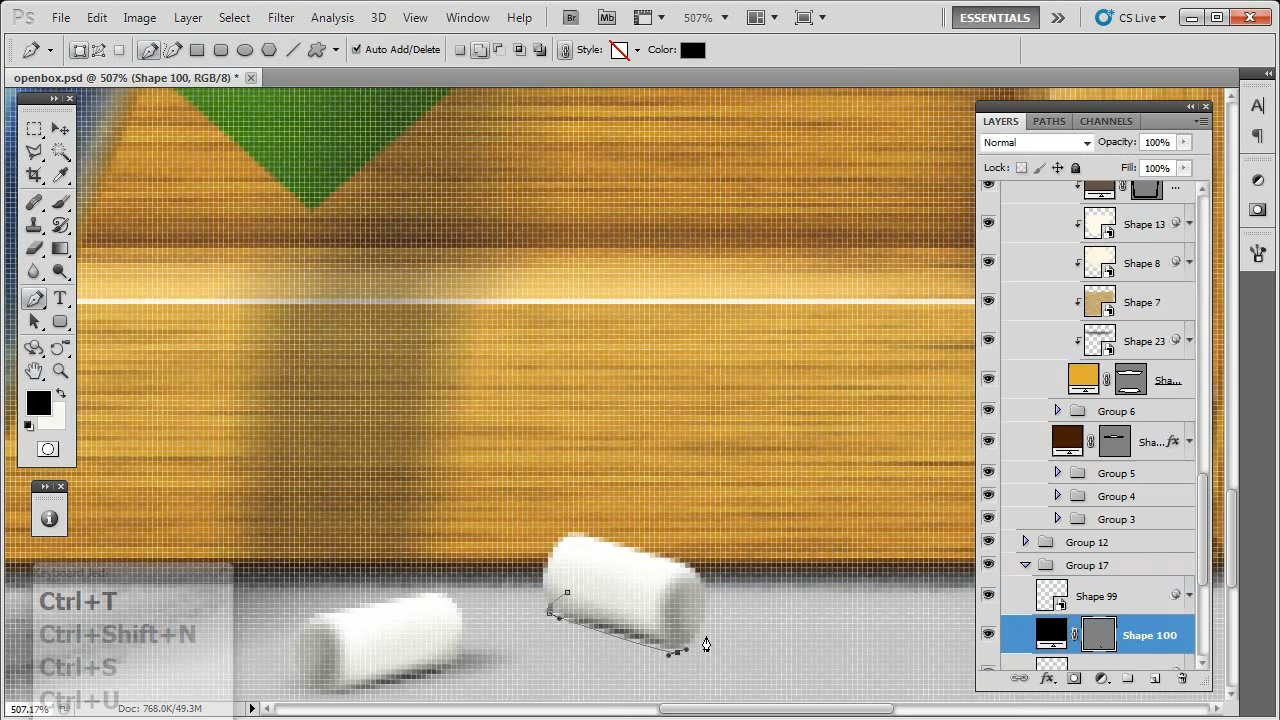 Ps File Edit Image Layer Select Filter Analysis 3D View Window Help Br Mb 507% ESSENTIALS CS Live
Auto Add/Delete Style: Color:
openbox.psd @ 507% (Shape 100, RGB/8) *
LAYERS PATHS CHANNELS
Normal Opacity: 100%
Lock: Fill: 100%
...
Shape 13
Shape 8
Shape 7
Shape 23
Sha...
Group 6
Sha... fx
Group 5
Group 4
Group 3
Group 12
Group 17
Shape 99
Shape 100
Keyboard Jedi
Ctrl+T
Ctrl+Shift+N
Ctrl+S
Ctrl+U
507.17% Doc: 768.0K/49.3M